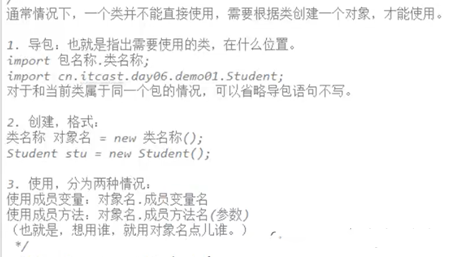 通常情况下，一个类并不能直接使用，需要根据类创建一个对象，才能使用。
1. 导包：也就是指出需要使用的类，在什么位置。
import 包名称.类名称;
import cn.itcast.day06.demo01.Student;
对于和当前类属于同一个包的情况，可以省略导包语句不写。
2. 创建，格式：
类名称 对象名 = new 类名称();
Student stu = new Student();
3. 使用，分为两种情况：
使用成员变量：对象名.成员变量名
使用成员方法：对象名.成员方法名(参数)
（也就是，想用谁，就用对象名点儿谁。）
*/